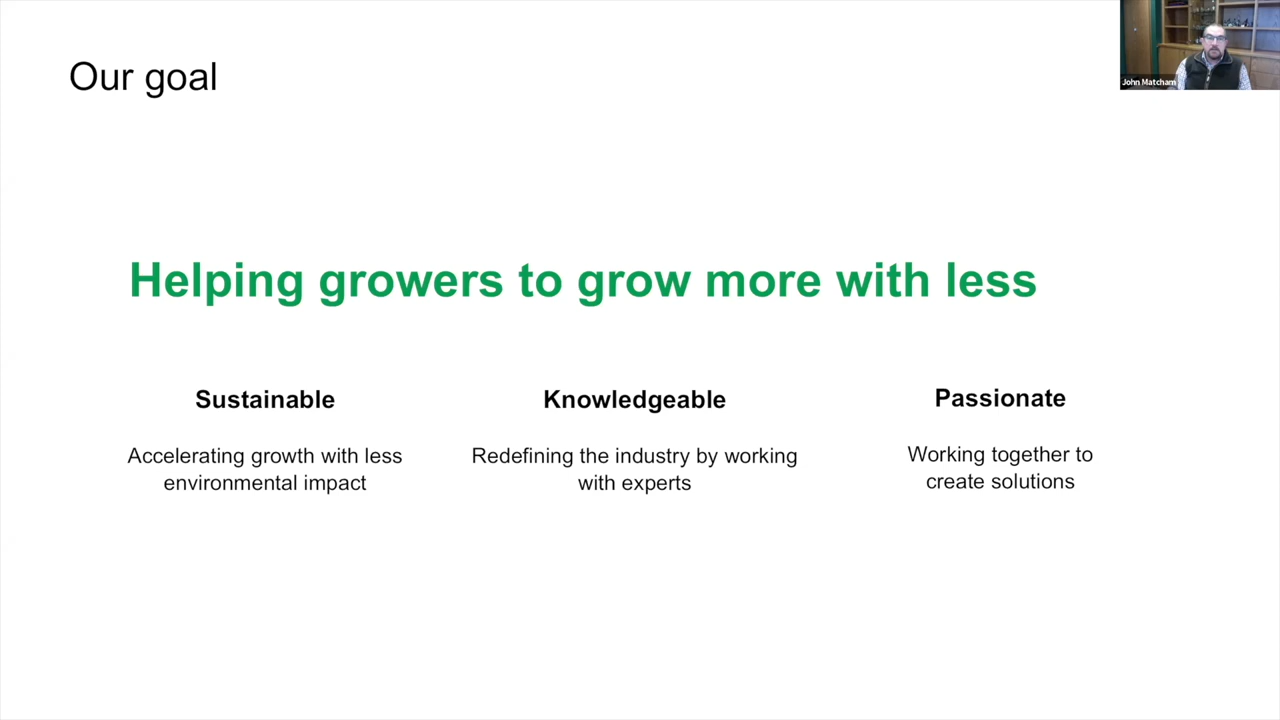 Our goal
John Matcham
Helping growers to grow more with less
Sustainable
Accelerating growth with less
environmental impact
Knowledgeable
Redefining the industry by working
with experts
Passionate
Working together to
create solutions